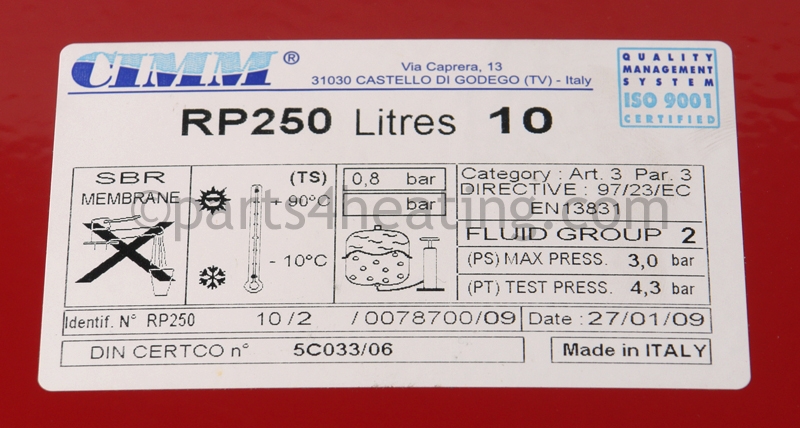 CIMM®
Via Caprera, 13
31030 CASTELLO DI GODEGO (TV) - Italy
QUALITY
MANAGEMENT
SYSTEM
ISO 9001
CERTIFIED
RP250 Litres 10
SBR
MEMBRANE
(TS)
+ 90°C
- 10°C
0,8 bar
bar
Category : Art. 3 Par. 3
DIRECTIVE : 97/23/EC
EN13831
FLUID GROUP 2
(PS) MAX PRESS. 3,0 bar
(PT) TEST PRESS. 4,3 bar
©parts4heating.com
Identif. N° RP250 10/2 /0078700/09 Date : 27/01/09
DIN CERTCO n° 5C033/06 Made in ITALY